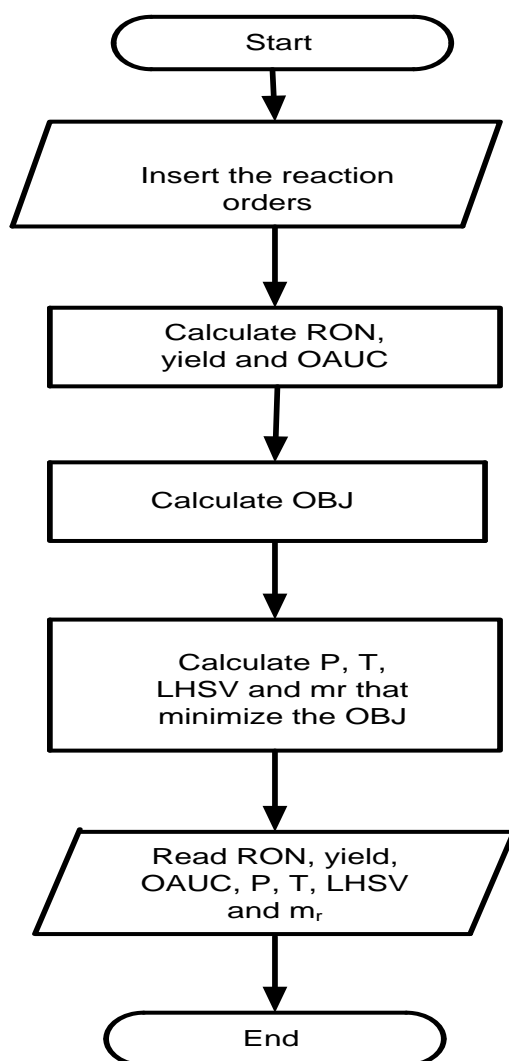 Start
Insert the reaction
orders
Calculate RON,
yield and OAUC
Calculate OBJ
Calculate P, T,
LHSV and mr that
minimize the OBJ
Read RON, yield,
OAUC, P, T, LHSV
and mᵣ
End